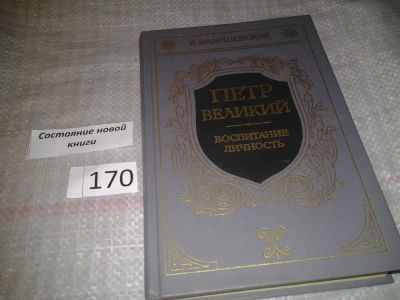 К. ВАЛИШЕВСКИЙ
ПЕТР
ВЕЛИКИЙ
ВОСПИТАНИЕ
ЛИЧНОСТЬ
Состояние новой
книги
170